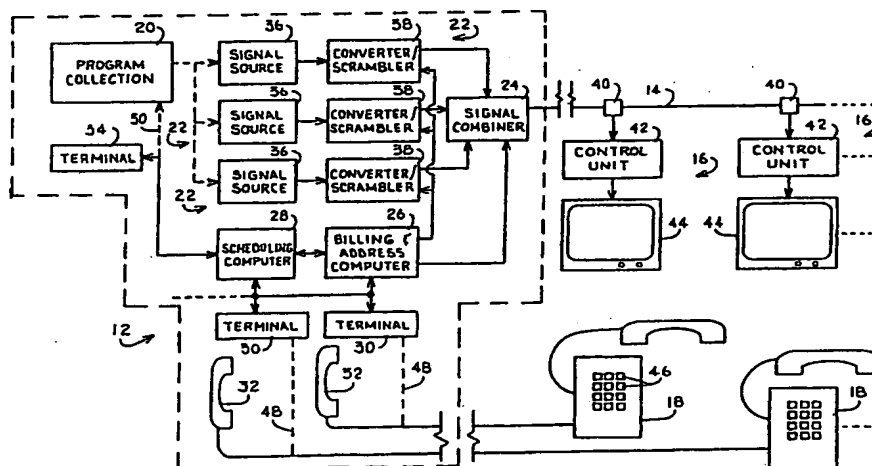 20
36
58
22
PROGRAM
COLLECTION
SIGNAL
SOURCE
CONVERTER/
SCRAMBLER
24
40
14
40
50
56
58
SIGNAL
COMBINER
16
54
22
SIGNAL
SOURCE
CONVERTER/
SCRAMBLER
42
42
TERMINAL
36
38
CONTROL
UNIT
16
CONTROL
UNIT
22
SIGNAL
SOURCE
CONVERTER/
SCRAMBLER
28
26
44
44
SCHEDULING
COMPUTER
BILLING &
ADDRESS
COMPUTER
12
TERMINAL
TERMINAL
50
30
48
46
32
52
48
18
18